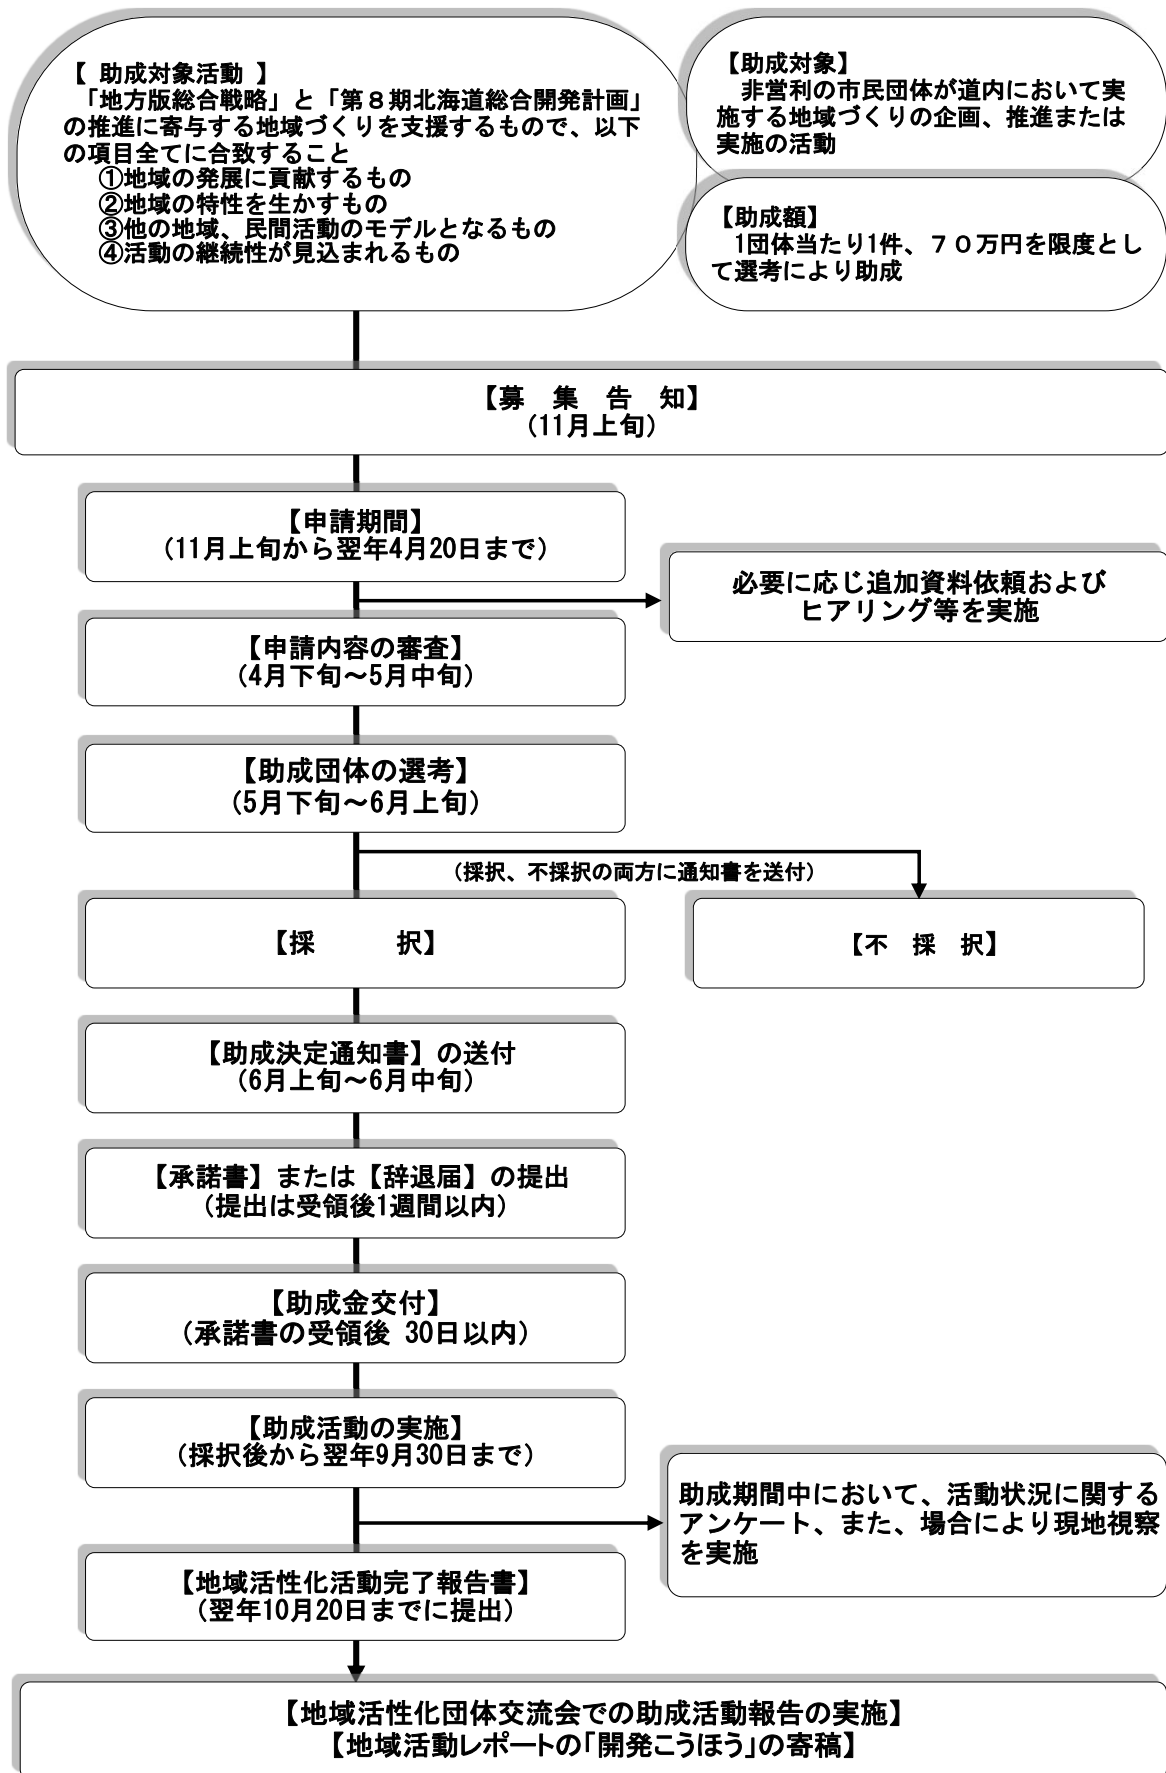 【 助成対象活動 】
「地方版総合戦略」と「第８期北海道総合開発計画」
の推進に寄与する地域づくりを支援するもので、以下
の項目全てに合致すること
①地域の発展に貢献するもの
②地域の特性を生かすもの
③他の地域、民間活動のモデルとなるもの
④活動の継続性が見込まれるもの
【助成対象】
非営利の市民団体が道内において実
施する地域づくりの企画、推進または
実施の活動
【助成額】
1団体当たり1件、７０万円を限度とし
て選考により助成
【募　集　告　知】
(11月上旬)
【申請期間】
(11月上旬から翌年4月20日まで)
必要に応じ追加資料依頼および
ヒアリング等を実施
【申請内容の審査】
(4月下旬～5月中旬)
【助成団体の選考】
(5月下旬～6月上旬)
(採択、不採択の両方に通知書を送付)
【採　　　択】
【不　採　択】
【助成決定通知書】の送付
(6月上旬～6月中旬)
【承諾書】または【辞退届】の提出
(提出は受領後1週間以内)
【助成金交付】
(承諾書の受領後 30日以内)
【助成活動の実施】
(採択後から翌年9月30日まで)
助成期間中において、活動状況に関する
アンケート、また、場合により現地視察
を実施
【地域活性化活動完了報告書】
(翌年10月20日までに提出)
【地域活性化団体交流会での助成活動報告の実施】
【地域活動レポートの「開発こうほう」の寄稿】